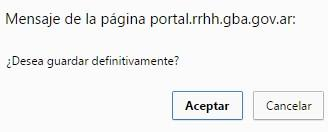 Mensaje de la página portal.rrhh.gba.gov.ar:
¿Desea guardar definitivamente?
Aceptar
Cancelar